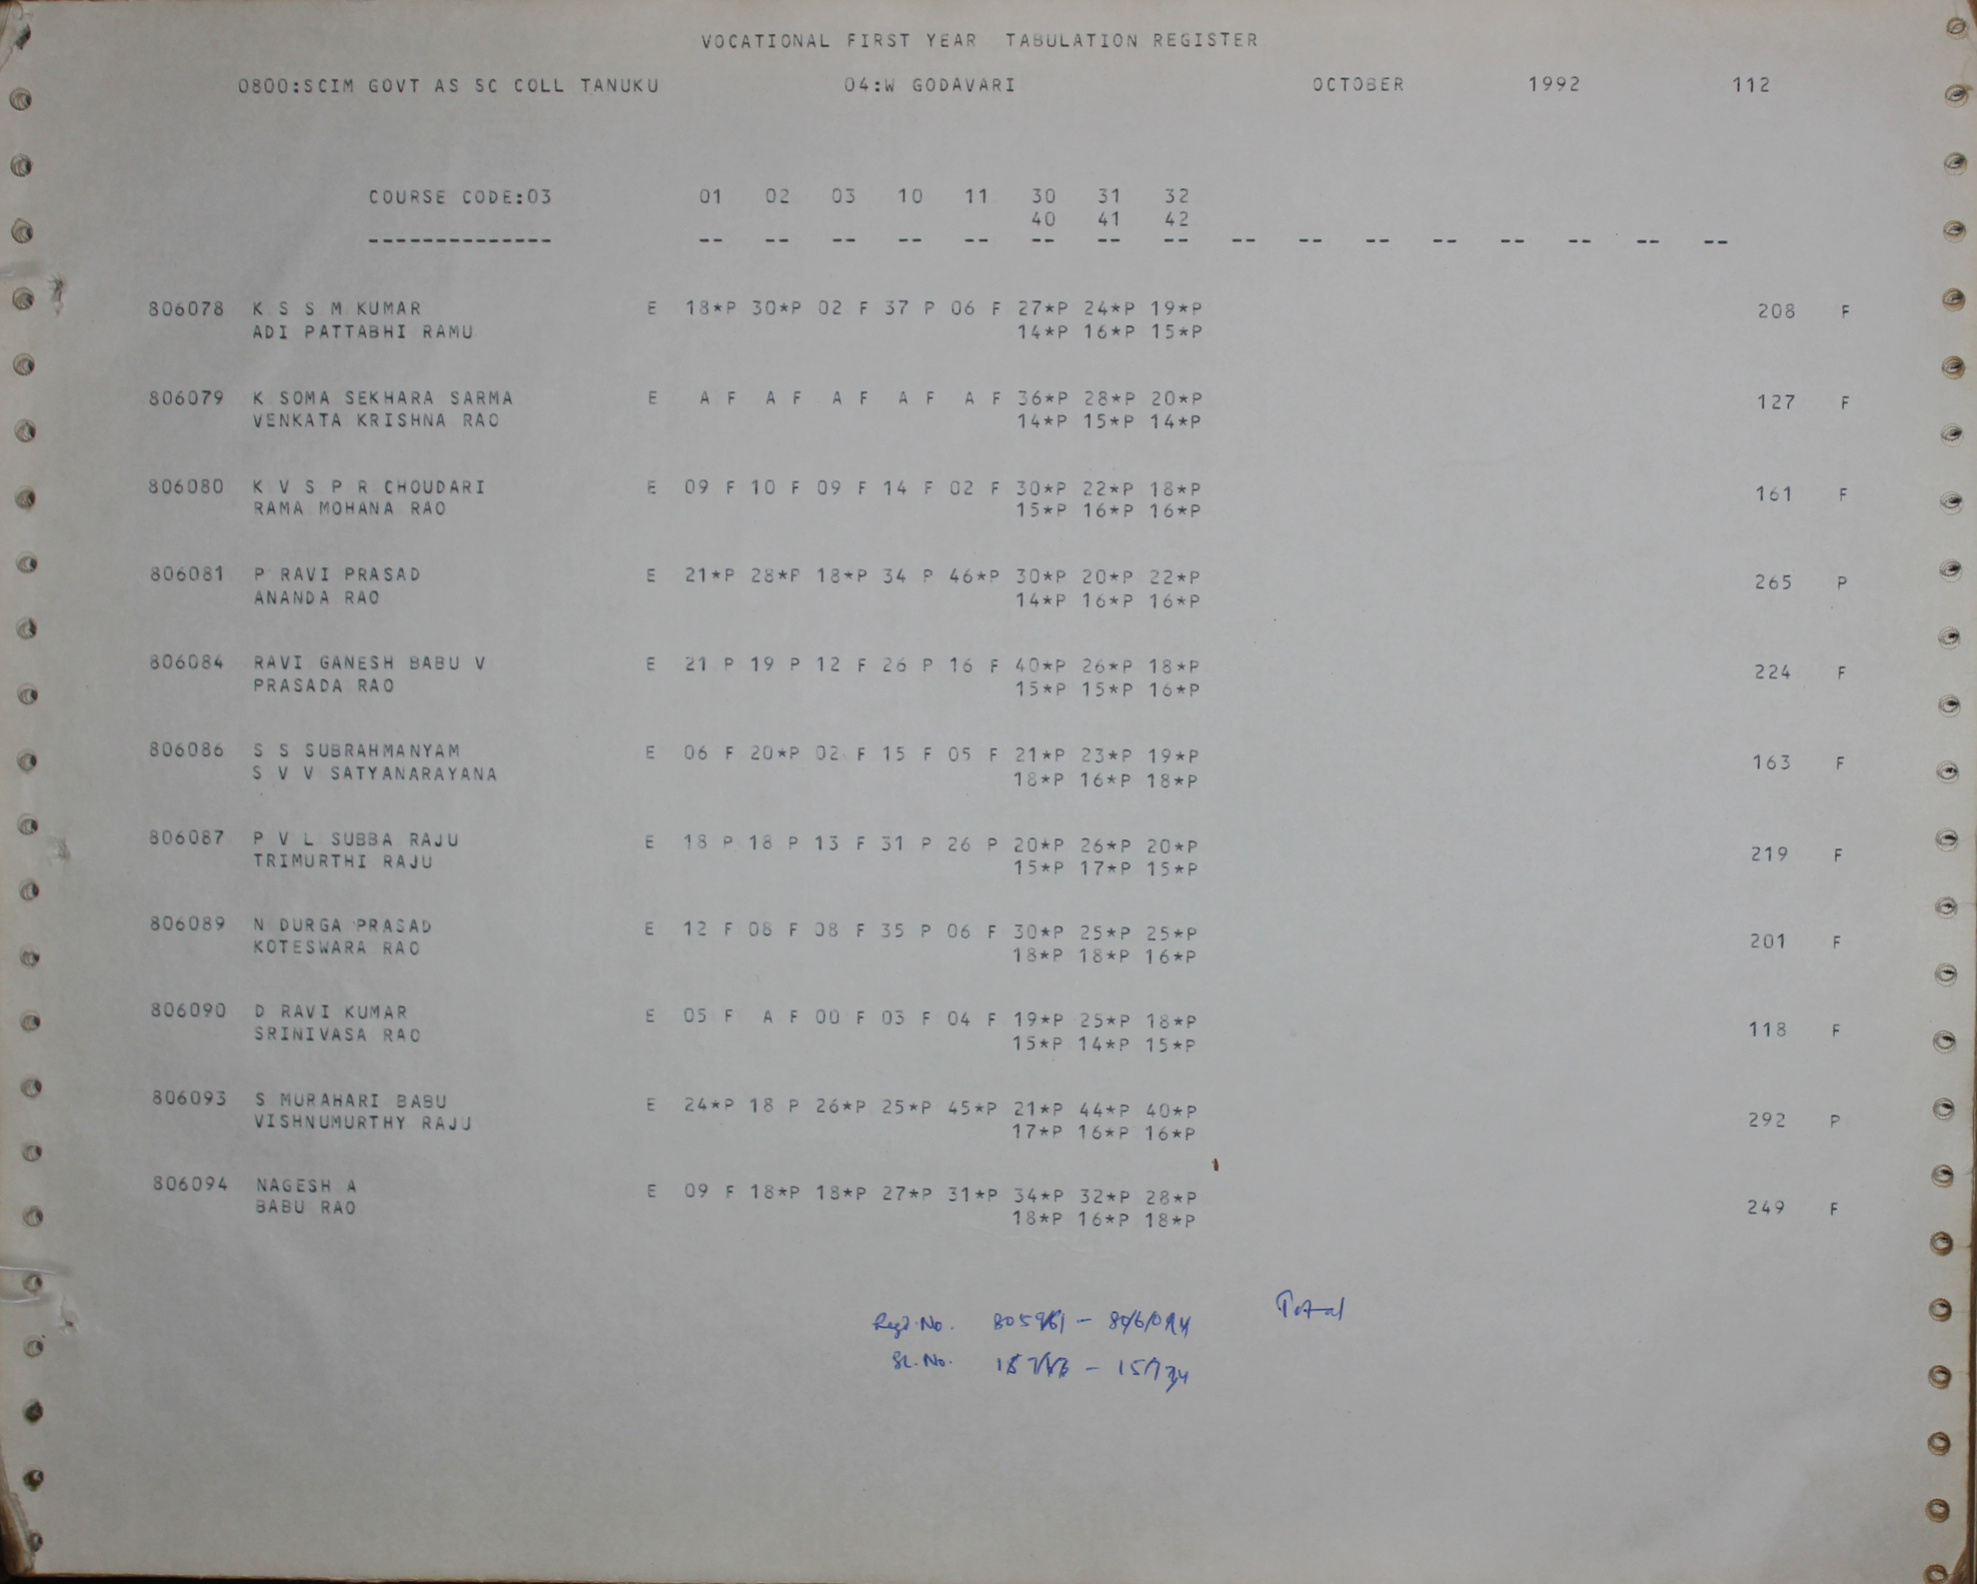 VOCATIONAL FIRST YEAR TABULATION REGISTER
0800:SCIM GOVT AS SC COLL TANUKU 04:W GODAVARI OCTOBER 1992 112
COURSE CODE:03 01 02 03 10 11 30 31 32
40 41 42
-------------- -- -- -- -- -- -- -- -- -- -- -- -- -- -- -- --
806078 K S S M KUMAR E 18*P 30*P 02 F 37 P 06 F 27*P 24*P 19*P 208 F
ADI PATTABHI RAMU 14*P 16*P 15*P
806079 K SOMA SEKHARA SARMA E A F A F A F A F A F 36*P 28*P 20*P 127 F
VENKATA KRISHNA RAO 14*P 15*P 14*P
806080 K V S P R CHOUDARI E 09 F 10 F 09 F 14 F 02 F 30*P 22*P 18*P 161 F
RAMA MOHANA RAO 15*P 16*P 16*P
806081 P RAVI PRASAD E 21*P 28*P 18*P 34 P 46*P 30*P 20*P 22*P 265 P
ANANDA RAO 14*P 16*P 16*P
806084 RAVI GANESH BABU V E 21 P 19 P 12 F 26 P 16 F 40*P 26*P 18*P 224 F
PRASADA RAO 15*P 15*P 16*P
806086 S S SUBRAHMANYAM E 06 F 20*P 02 F 15 F 05 F 21*P 23*P 19*P 163 F
S V V SATYANARAYANA 18*P 16*P 18*P
806087 P V L SUBBA RAJU E 18 P 18 P 13 F 31 P 26 P 20*P 26*P 20*P 219 F
TRIMURTHI RAJU 15*P 17*P 15*P
806089 N DURGA PRASAD E 12 F 08 F 08 F 35 P 06 F 30*P 25*P 25*P 201 F
KOTESWARA RAO 18*P 18*P 16*P
806090 D RAVI KUMAR E 05 F A F 00 F 03 F 04 F 19*P 25*P 18*P 118 F
SRINIVASA RAO 15*P 14*P 15*P
806093 S MURAHARI BABU E 24*P 18 P 26*P 25*P 45*P 21*P 44*P 40*P 292 P
VISHNUMURTHY RAJU 17*P 16*P 16*P
806094 NAGESH A E 09 F 18*P 18*P 27*P 31*P 34*P 32*P 28*P 249 F
BABU RAO 18*P 16*P 18*P
Total
Regd.No. –
SL.No. –